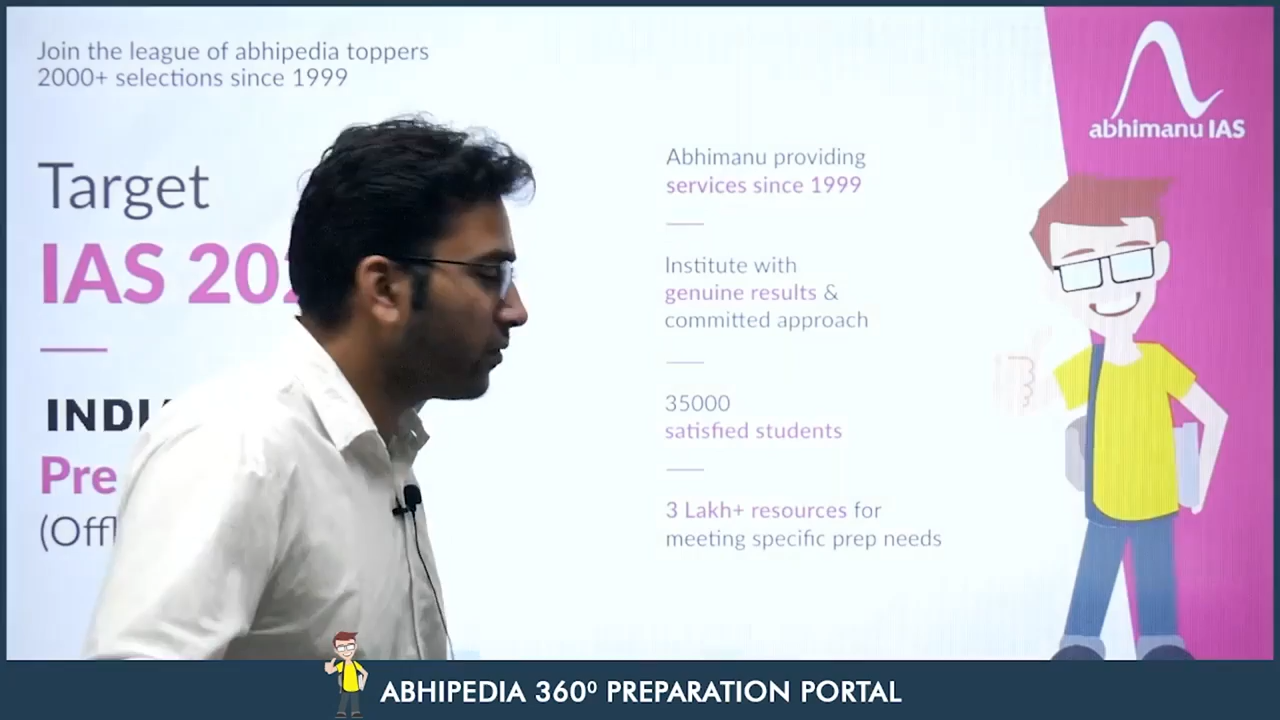 Join the league of abhipedia toppers
2000+ selections since 1999
Target
IAS 202
INDI
Pre
(Offl
abhimanu IAS
Abhimanu providing
services since 1999
Institute with
genuine results &
committed approach
35000
satisfied students
3 Lakh+ resources for
meeting specific prep needs
ABHIPEDIA 360⁰ PREPARATION PORTAL